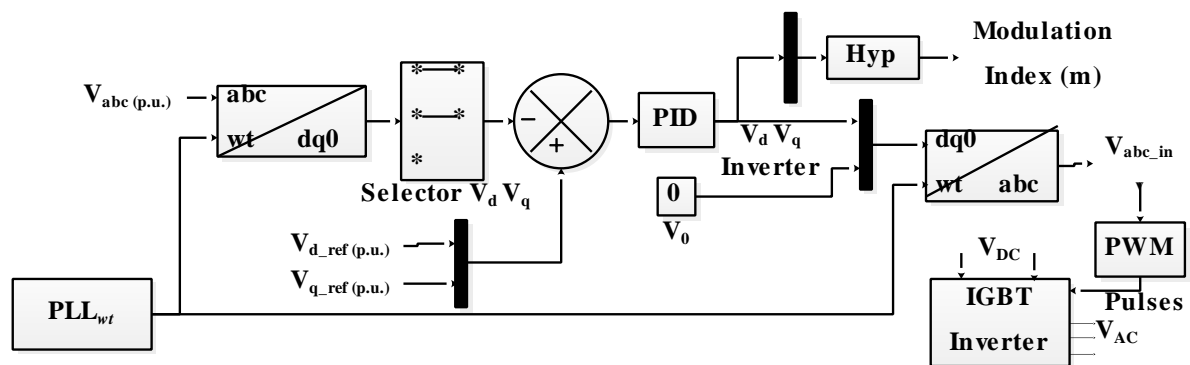 Modulation
Index (m)
Hyp
V_abc (p.u.)
abc
wt
dq0
*
*
*
*
*
Selector V_d V_q
−
+
PID
V_d V_q
Inverter
0
V_0
dq0
wt
abc
V_abc_in
V_d_ref (p.u.)
V_q_ref (p.u.)
PLL_wt
V_DC
PWM
IGBT
Inverter
Pulses
V_AC